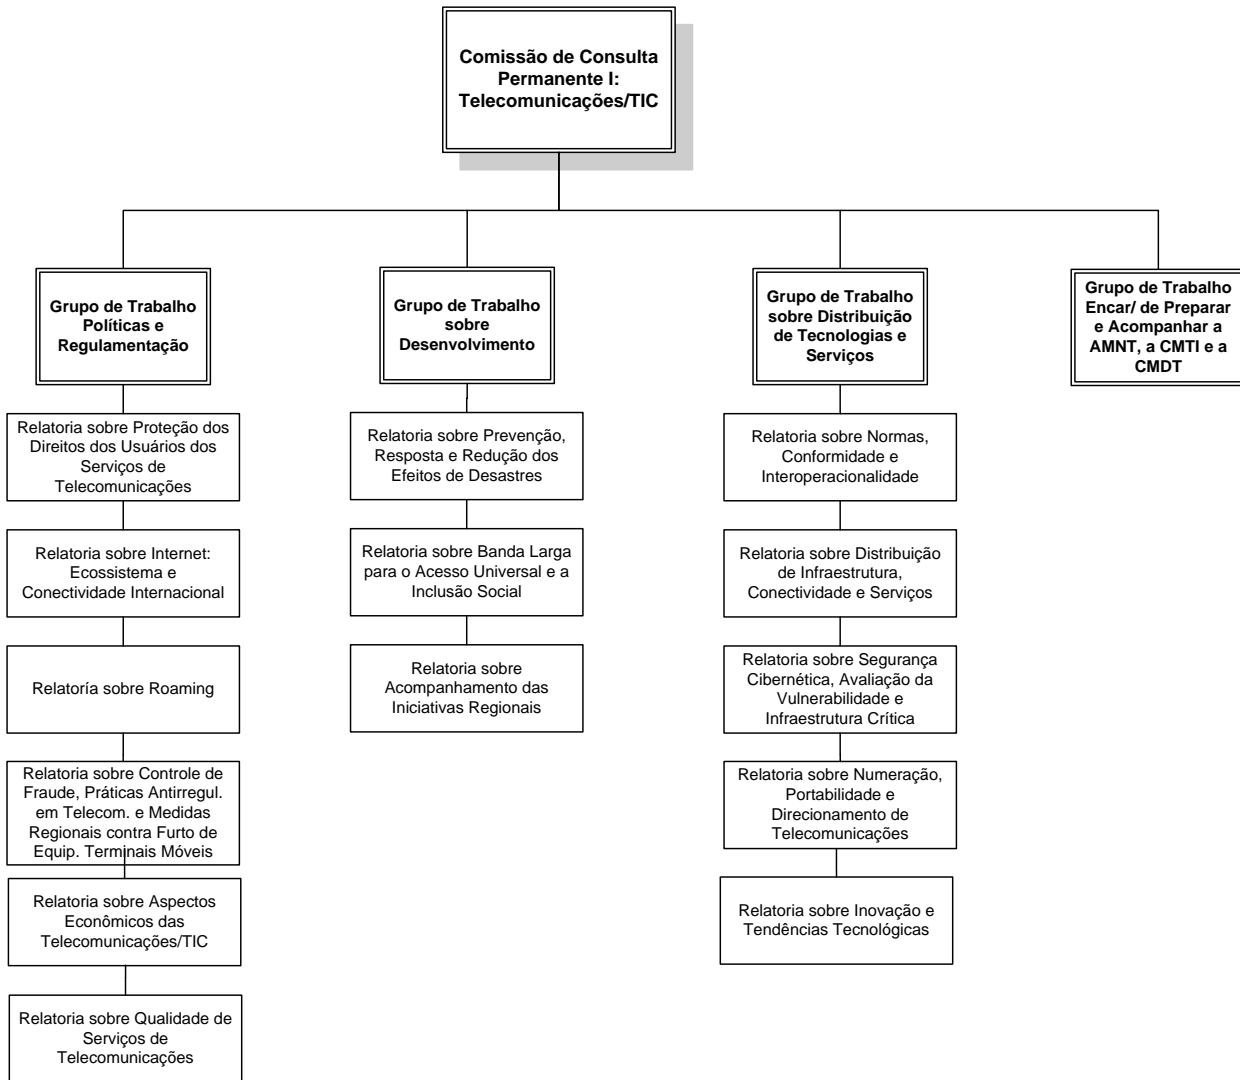 Comissão de Consulta
Permanente I:
Telecomunicações/TIC
Grupo de Trabalho
Políticas e
Regulamentação
Relatoria sobre Proteção dos
Direitos dos Usuários dos
Serviços de
Telecomunicações
Relatoria sobre Internet:
Ecossistema e
Conectividade Internacional
Relatoría sobre Roaming
Relatoria sobre Controle de
Fraude, Práticas Antirregul.
em Telecom. e Medidas
Regionais contra Furto de
Equip. Terminais Móveis
Relatoria sobre Aspectos
Econômicos das
Telecomunicações/TIC
Relatoria sobre Qualidade de
Serviços de
Telecomunicações
Grupo de Trabalho
sobre
Desenvolvimento
Relatoria sobre Prevenção,
Resposta e Redução dos
Efeitos de Desastres
Relatoria sobre Banda Larga
para o Acesso Universal e a
Inclusão Social
Relatoria sobre
Acompanhamento das
Iniciativas Regionais
Grupo de Trabalho
sobre Distribuição
de Tecnologias e
Serviços
Relatoria sobre Normas,
Conformidade e
Interoperacionalidade
Relatoria sobre Distribuição
de Infraestrutura,
Conectividade e Serviços
Relatoria sobre Segurança
Cibernética, Avaliação da
Vulnerabilidade e
Infraestrutura Crítica
Relatoria sobre Numeração,
Portabilidade e
Direcionamento de
Telecomunicações
Relatoria sobre Inovação e
Tendências Tecnológicas
Grupo de Trabalho
Encar/ de Preparar
e Acompanhar a
AMNT, a CMTI e a
CMDT